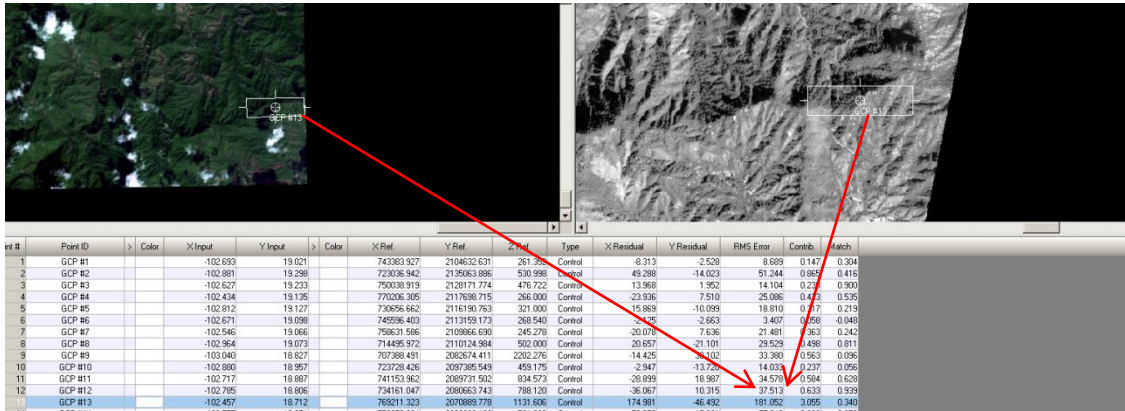 GCP #13
GCP #13
Point ID > Color X Input Y Input > Color X Ref. Y Ref. Type X Residual Y Residual RMS Error Contrib. Match
1 GCP #1 -102.693 19.021 743383.927 2104632.631 261.352 Control -8.313 -2.528 8.689 0.147 0.304
2 GCP #2 -102.881 19.298 723036.942 2135063.886 530.998 Control 49.288 -14.023 51.244 0.865 0.416
3 GCP #3 -102.627 19.233 750038.919 2128171.774 476.722 Control 13.968 1.952 14.104 0.900
4 GCP #4 -102.434 19.135 770206.305 2117698.715 266.000 Control -23.936 7.510 25.086 0.535
5 GCP #5 -102.812 19.127 730656.662 2116190.763 321.000 Control 15.869 -10.099 18.810 0.219
6 GCP #6 -102.671 19.098 745596.403 2113159.173 268.540 Control -2.663 3.407 -0.048
7 GCP #7 -102.546 19.066 758631.586 2109866.690 245.278 Control -20.078 7.636 21.481 0.363 0.242
8 GCP #8 -102.964 19.073 714495.972 2110124.984 502.000 Control 20.657 -21.101 29.529 0.498 0.811
9 GCP #9 -103.040 18.827 707388.491 2082674.411 2202.276 Control -14.425 33.380 0.563 0.096
10 GCP #10 -102.880 18.957 723728.426 2097385.549 459.175 Control -2.947 14.033 0.237 0.056
11 GCP #11 -102.717 18.887 741153.962 2089731.502 834.573 Control -28.899 18.987 34.578 0.584 0.628
12 GCP #12 -102.785 18.806 734161.047 2080663.743 788.120 Control -36.067 10.315 37.513 0.633 0.939
13 GCP #13 -102.457 18.712 769211.323 2070889.778 1131.606 Control 174.981 -46.492 181.052 3.055 0.340